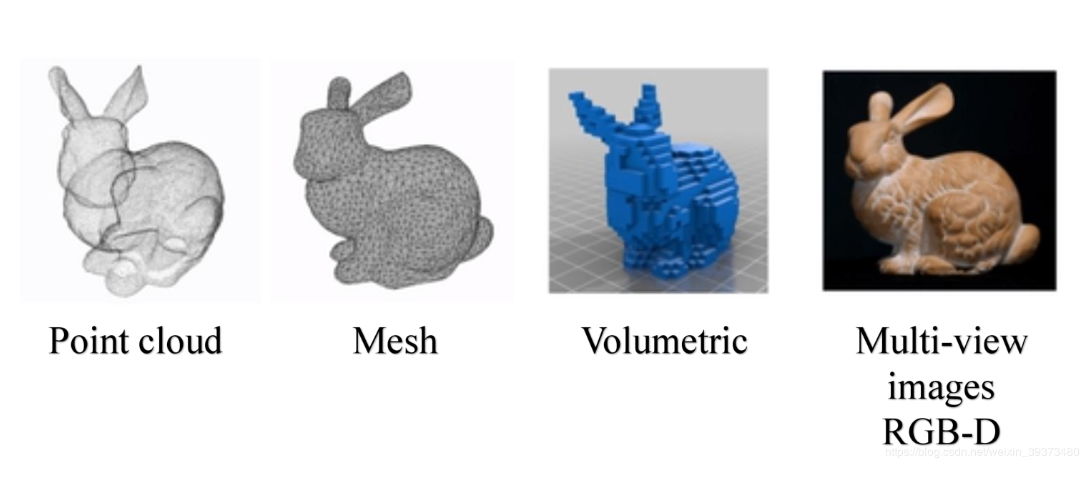 Point cloud
Mesh
Volumetric
Multi-view
images
RGB-D
https://blog.csdn.net/weixin_39373480